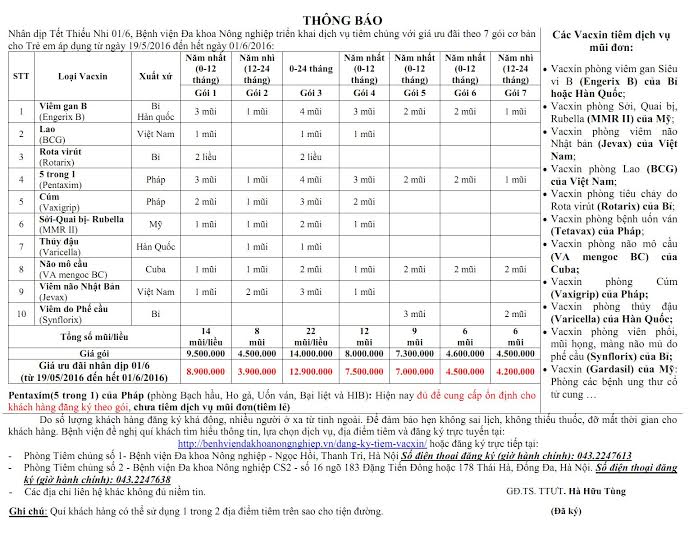 THÔNG BÁO
Nhân dịp Tết Thiếu Nhi 01/6, Bệnh viện Đa khoa Nông nghiệp triển khai dịch vụ tiêm chủng với giá ưu đãi theo 7 gói cơ bản
cho Trẻ em áp dụng từ ngày 19/5/2016 đến hết ngày 01/6/2016:
STT Loại Vacxin Xuất xứ Năm nhất (0-12 tháng) Năm nhì (12-24 tháng) 0-24 tháng Năm nhất (0-12 tháng) Năm nhất (0-12 tháng) Năm nhất (0-12 tháng) Năm nhì (12-24 tháng)
Gói 1 Gói 2 Gói 3 Gói 4 Gói 5 Gói 6 Gói 7
1 Viêm gan B (Engerix B) Bỉ Hàn quốc 3 mũi 1 mũi 4 mũi 3 mũi 2 mũi 2 mũi 1 mũi
2 Lao (BCG) Việt Nam 1 mũi 1 mũi 1 mũi
3 Rota virút (Rotarix) Bỉ 2 liều 2 liều
4 5 trong 1 (Pentaxim) Pháp 3 mũi 1 mũi 4 mũi 3 mũi 2 mũi 2 mũi 1 mũi
5 Cúm (Vaxigrip) Pháp 2 mũi 1 mũi 3 mũi 2 mũi
6 Sởi-Quai bị- Rubella (MMR II) Mỹ 1 mũi 1 mũi 2 mũi 1 mũi
7 Thủy đậu (Varicella) Hàn Quốc 1 mũi 1 mũi
8 Não mô cầu (VA mengoc BC) Cuba 1 mũi 1 mũi 2 mũi 1 mũi 2 mũi 2 mũi 2 mũi
9 Viêm não Nhật Bản (Jevax) Việt Nam 1 mũi 2 mũi 3 mũi 1 mũi
10 Viêm do Phế cầu (Synflorix) Bỉ 3 mũi 2 mũi
Tổng số mũi/liều 14 mũi/liều 8 mũi 22 mũi/liều 12 mũi 9 mũi 6 mũi 6 mũi
Giá gói 9.500.000 4.500.000 14.000.000 8.000.000 7.300.000 4.600.000 4.500.000
Giá ưu đãi nhân dịp 01/6 (từ 19/05/2016 đến hết 01/6/2016) 8.900.000 3.900.000 12.900.000 7.500.000 7.000.000 4.500.000 4.200.000
Pentaxim(5 trong 1) của Pháp (phòng Bạch hầu, Ho gà, Uốn ván, Bại liệt và HIB): Hiện nay đủ để cung cấp ổn định cho
khách hàng đăng ký theo gói, chưa tiêm dịch vụ mũi đơn(tiêm lẻ)
Các Vacxin tiêm dịch vụ
mũi đơn:
• Vacxin phòng viêm gan Siêu
vi B (Engerix B) của Bỉ
hoặc Hàn Quốc;
• Vacxin phòng Sởi, Quai bị,
Rubella (MMR II) của Mỹ;
• Vacxin phòng viêm não
Nhật bản (Jevax) của Việt
Nam;
• Vacxin phòng Lao (BCG)
của Việt Nam;
• Vacxin phòng tiêu chảy do
Rota virút (Rotarix) của Bỉ;
• Vacxin phòng bệnh uốn ván
(Tetavax) của Pháp;
• Vacxin phòng não mô cầu
(VA mengoc BC) của
Cuba;
• Vacxin phòng Cúm
(Vaxigrip) của Pháp;
• Vacxin phòng thủy đậu
(Varicella) của Hàn Quốc;
• Vacxin phòng viêm phổi,
mũi họng, màng não mủ do
phế cầu (Synflorix) của Bỉ;
• Vacxin (Gardasil) của Mỹ:
Phòng các bệnh ung thư cổ
tử cung …
Do số lượng khách hàng đăng ký khá đông, nhiều người ở xa từ tỉnh ngoài. Để đảm bảo hẹn không sai lịch, không thiếu thuốc, đỡ mất thời gian cho
khách hàng. Bệnh viện đề nghị quí khách tìm hiểu thông tin, lựa chọn dịch vụ, địa điểm tiêm và đăng ký trực tuyến tại:
http://benhviendakhoanongnghiep.vn/dang-ky-tiem-vacxin/ hoặc đăng ký trực tiếp tại:
- Phòng Tiêm chủng số 1- Bệnh viện Đa khoa Nông nghiệp - Ngọc Hồi, Thanh Trì, Hà Nội Số điện thoại đăng ký (giờ hành chính): 043.2247613
- Phòng Tiêm chủng số 2 - Bệnh viện Đa khoa Nông nghiệp CS2 - số 16 ngõ 183 Đặng Tiến Đông hoặc 178 Thái Hà, Đống Đa, Hà Nội. Số điện thoại đăng
ký (giờ hành chính): 043.2247638
- Các địa chỉ liên hệ khác không đủ niềm tin.
GĐ.TS. TTƯT. Hà Hữu Tùng
Ghi chú: Quí khách hàng có thể sử dụng 1 trong 2 địa điểm tiêm trên sao cho tiện đường.
(Đã ký)